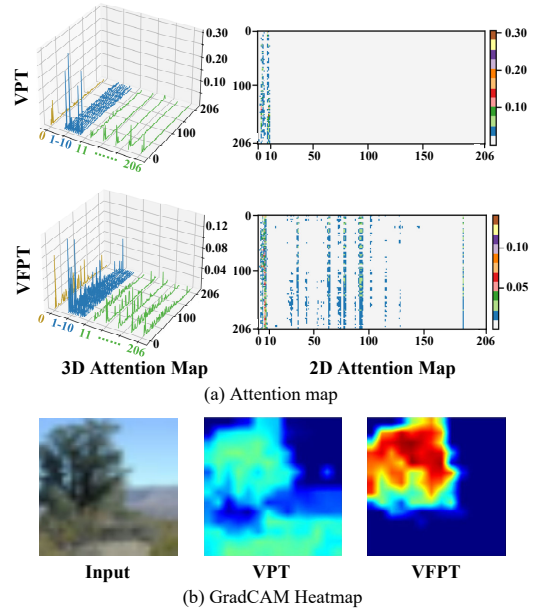 VPT
0.30
0.20
0.10
206
100
0
0 1-10 11 ······ 206
0
100
206
0 10 50 100 150 206
0.30
0.20
0.10
VFPT
0.12
0.08
0.04
206
100
0
0 1-10 11 ······ 206
0
100
206
0 10 50 100 150 206
0.10
0.05
3D Attention Map 2D Attention Map
(a) Attention map
Input VPT VFPT
(b) GradCAM Heatmap